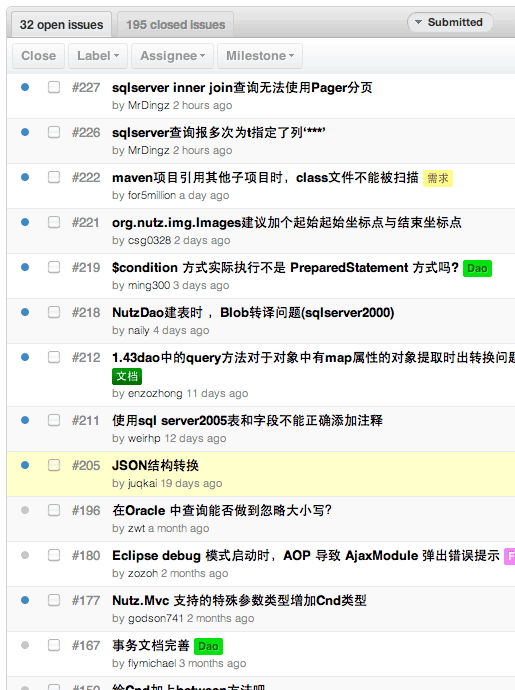 32 open issues 195 closed issues Submitted
Close Label Assignee Milestone
#227 sqlserver inner join查询无法使用Pager分页
by MrDingz 2 hours ago
#226 sqlserver查询报多次为t指定了列‘***’
by MrDingz 2 hours ago
#222 maven项目引用其他子项目时，class文件不能被扫描 需求
by for5million a day ago
#221 org.nutz.img.Images建议加个起始起始坐标点与结束坐标点
by csg0328 2 days ago
#219 $condition 方式实际执行不是 PreparedStatement 方式吗? Dao
by ming300 3 days ago
#218 NutzDao建表时 ，Blob转译问题(sqlserver2000)
by naily 4 days ago
#212 1.43dao中的query方法对于对象中有map属性的对象提取时出转换问题
文档
by enzozhong 11 days ago
#211 使用sql server2005表和字段不能正确添加注释
by weirhp 12 days ago
#205 JSON结构转换
by juqkai 19 days ago
#196 在Oracle 中查询能否做到忽略大小写?
by zwt a month ago
#180 Eclipse debug 模式启动时，AOP 导致 AjaxModule 弹出错误提示
by zozoh 2 months ago
#177 Nutz.Mvc 支持的特殊参数类型增加Cnd类型
by godson741 2 months ago
#167 事务文档完善 Dao
by flymichael 3 months ago
#150 给Cnd加上between方法吧